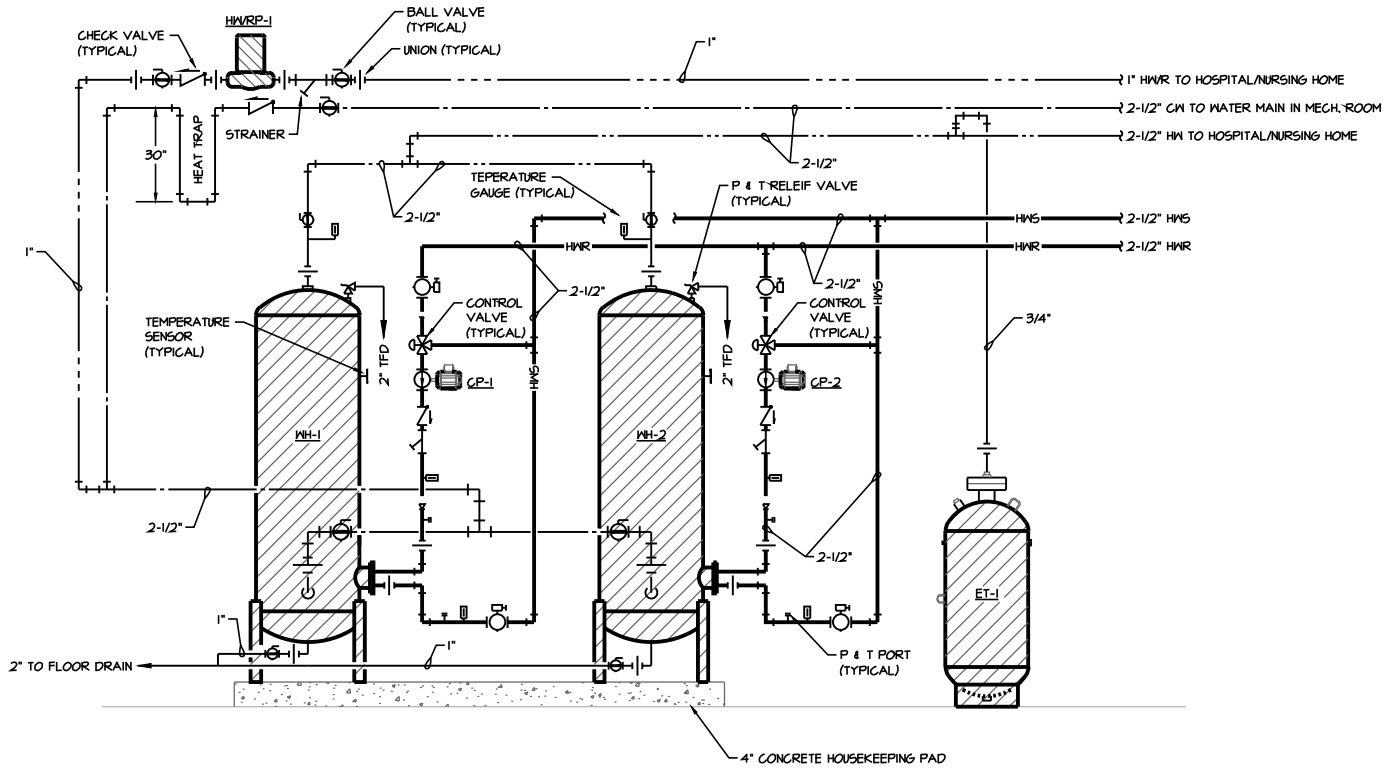 HW/RP-1
BALL VALVE
(TYPICAL)
CHECK VALVE
(TYPICAL)
UNION (TYPICAL)
1"
1" HW/R TO HOSPITAL/NURSING HOME
2-1/2" CW TO WATER MAIN IN MECH. ROOM
STRAINER
2-1/2" HW TO HOSPITAL/NURSING HOME
HEAT TRAP
30"
2-1/2"
TEPERATURE
GAUGE (TYPICAL)
P & T RELEIF VALVE
(TYPICAL)
2-1/2"
HWS
2-1/2" HWS
HWR
HWR
2-1/2" HWR
1"
2-1/2"
2-1/2"
HWS
CONTROL
VALVE
(TYPICAL)
CONTROL
VALVE
(TYPICAL)
TEMPERATURE
SENSOR
(TYPICAL)
3/4"
2" TFD
2" TFD
HWS
CP-1
CP-2
WH-1
WH-2
2-1/2"
2-1/2"
ET-1
1"
1"
2" TO FLOOR DRAIN
P & T PORT
(TYPICAL)
4" CONCRETE HOUSEKEEPING PAD